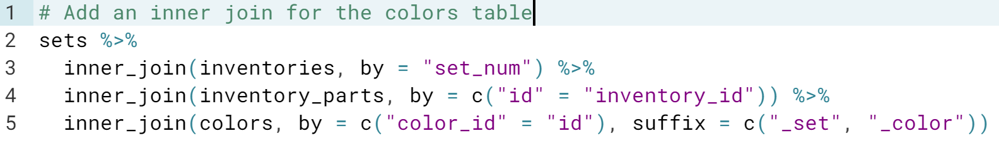 1 # Add an inner join for the colors table
2 sets %>%
3   inner_join(inventories, by = "set_num") %>%
4   inner_join(inventory_parts, by = c("id" = "inventory_id")) %>%
5   inner_join(colors, by = c("color_id" = "id"), suffix = c("_set", "_color"))